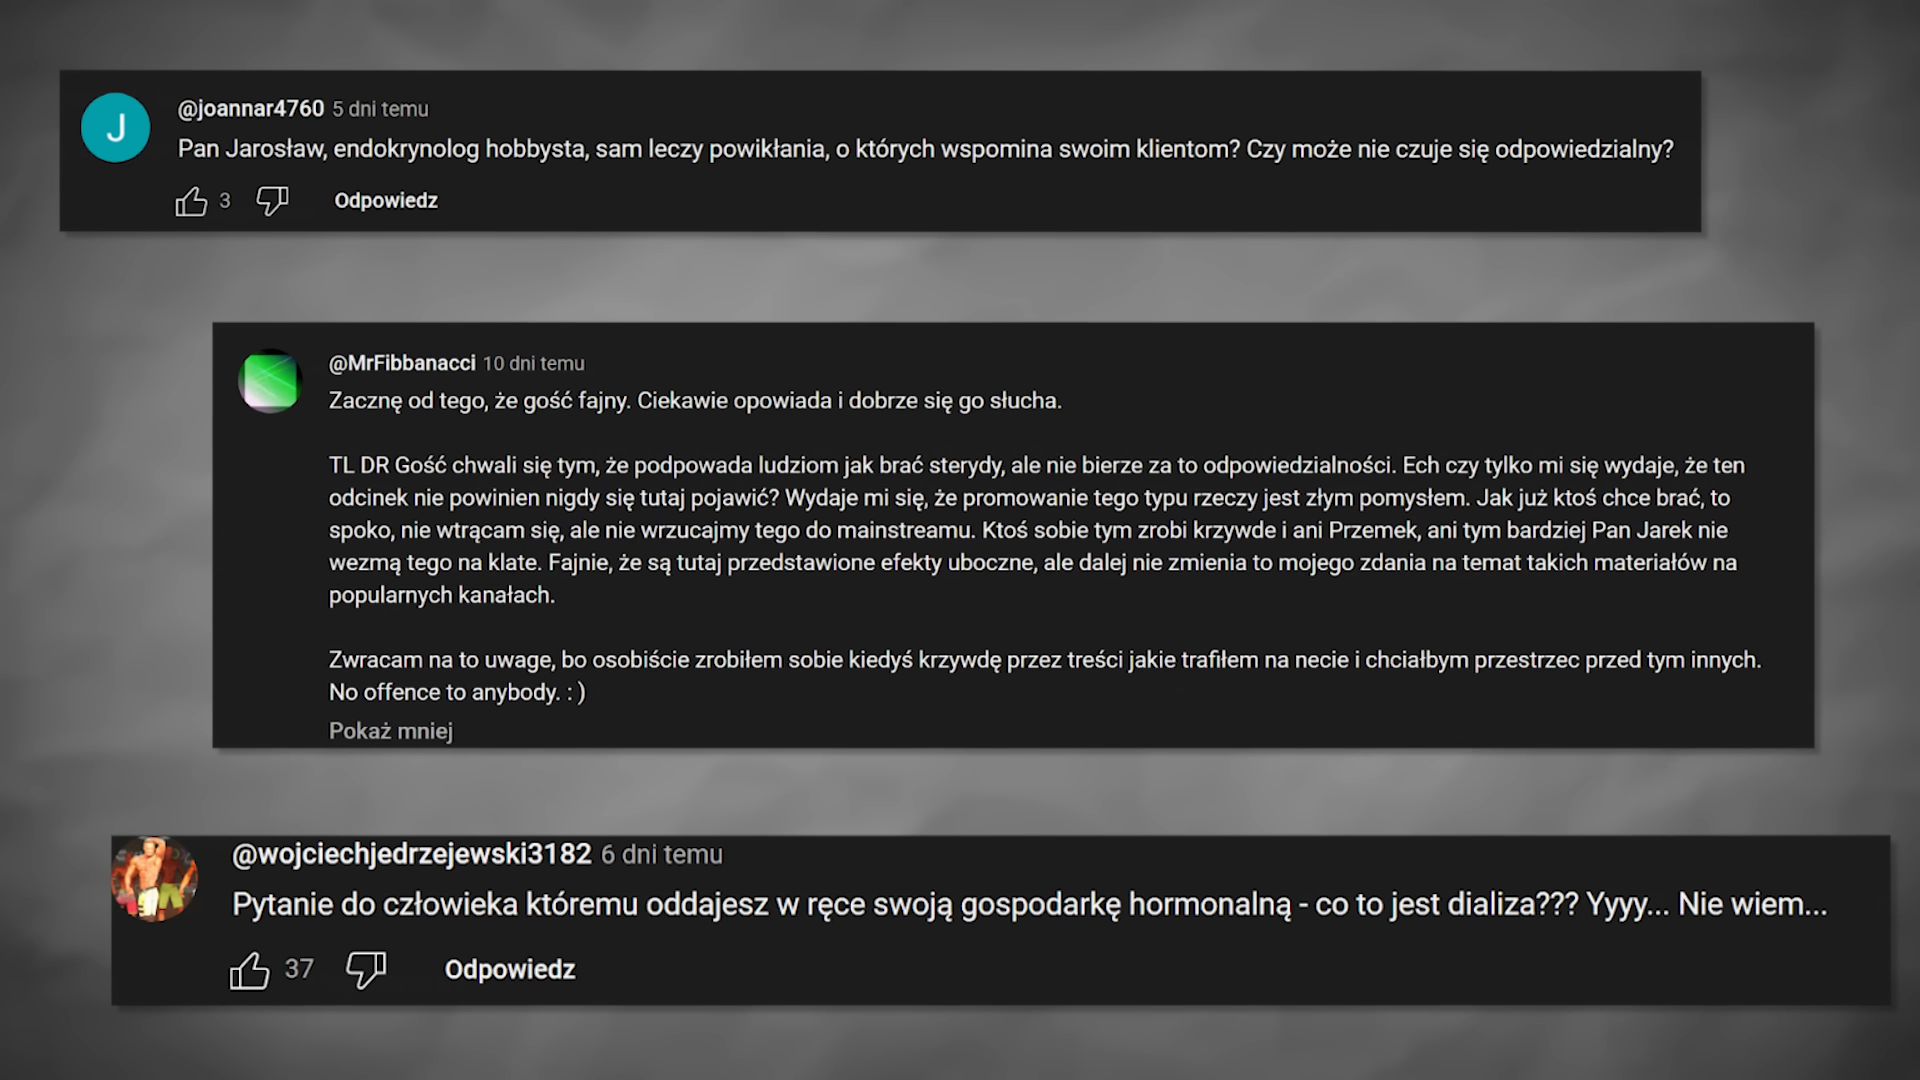 J
@joannar4760 5 dni temu
Pan Jarosław, endokrynolog hobbysta, sam leczy powikłania, o których wspomina swoim klientom? Czy może nie czuje się odpowiedzialny?
3 Odpowiedz
@MrFibbanacci 10 dni temu
Zacznę od tego, że gość fajny. Ciekawie opowiada i dobrze się go słucha.
TL DR Gość chwali się tym, że podpowada ludziom jak brać sterydy, ale nie bierze za to odpowiedzialności. Ech czy tylko mi się wydaje, że ten
odcinek nie powinien nigdy się tutaj pojawić? Wydaje mi się, że promowanie tego typu rzeczy jest złym pomysłem. Jak już ktoś chce brać, to
spoko, nie wtrącam się, ale nie wrzucajmy tego do mainstreamu. Ktoś sobie tym zrobi krzywde i ani Przemek, ani tym bardziej Pan Jarek nie
wezmą tego na klate. Fajnie, że są tutaj przedstawione efekty uboczne, ale dalej nie zmienia to mojego zdania na temat takich materiałów na
popularnych kanałach.
Zwracam na to uwage, bo osobiście zrobiłem sobie kiedyś krzywdę przez treści jakie trafiłem na necie i chciałbym przestrzec przed tym innych.
No offence to anybody. : )
Pokaż mniej
@wojciechjedrzejewski3182 6 dni temu
Pytanie do człowieka któremu oddajesz w ręce swoją gospodarkę hormonalną - co to jest dializa??? Yyyy... Nie wiem...
37 Odpowiedz